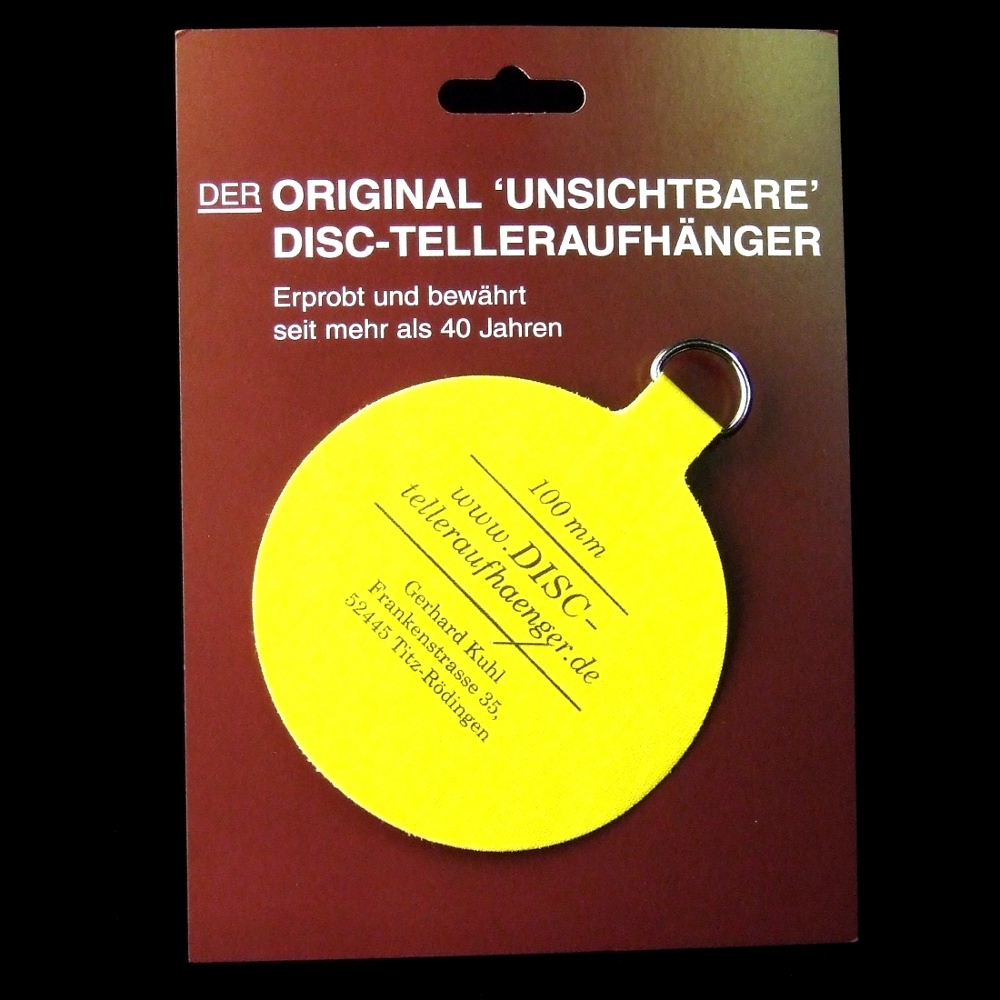 DER ORIGINAL ‘UNSICHTBARE’
DISC-TELLERAUFHÄNGER
Erprobt und bewährt
seit mehr als 40 Jahren
100 mm
www.DISC-
telleraufhaenger.de
Gerhard Kuhl
Frankenstrasse 35,
52445 Titz-Rödingen